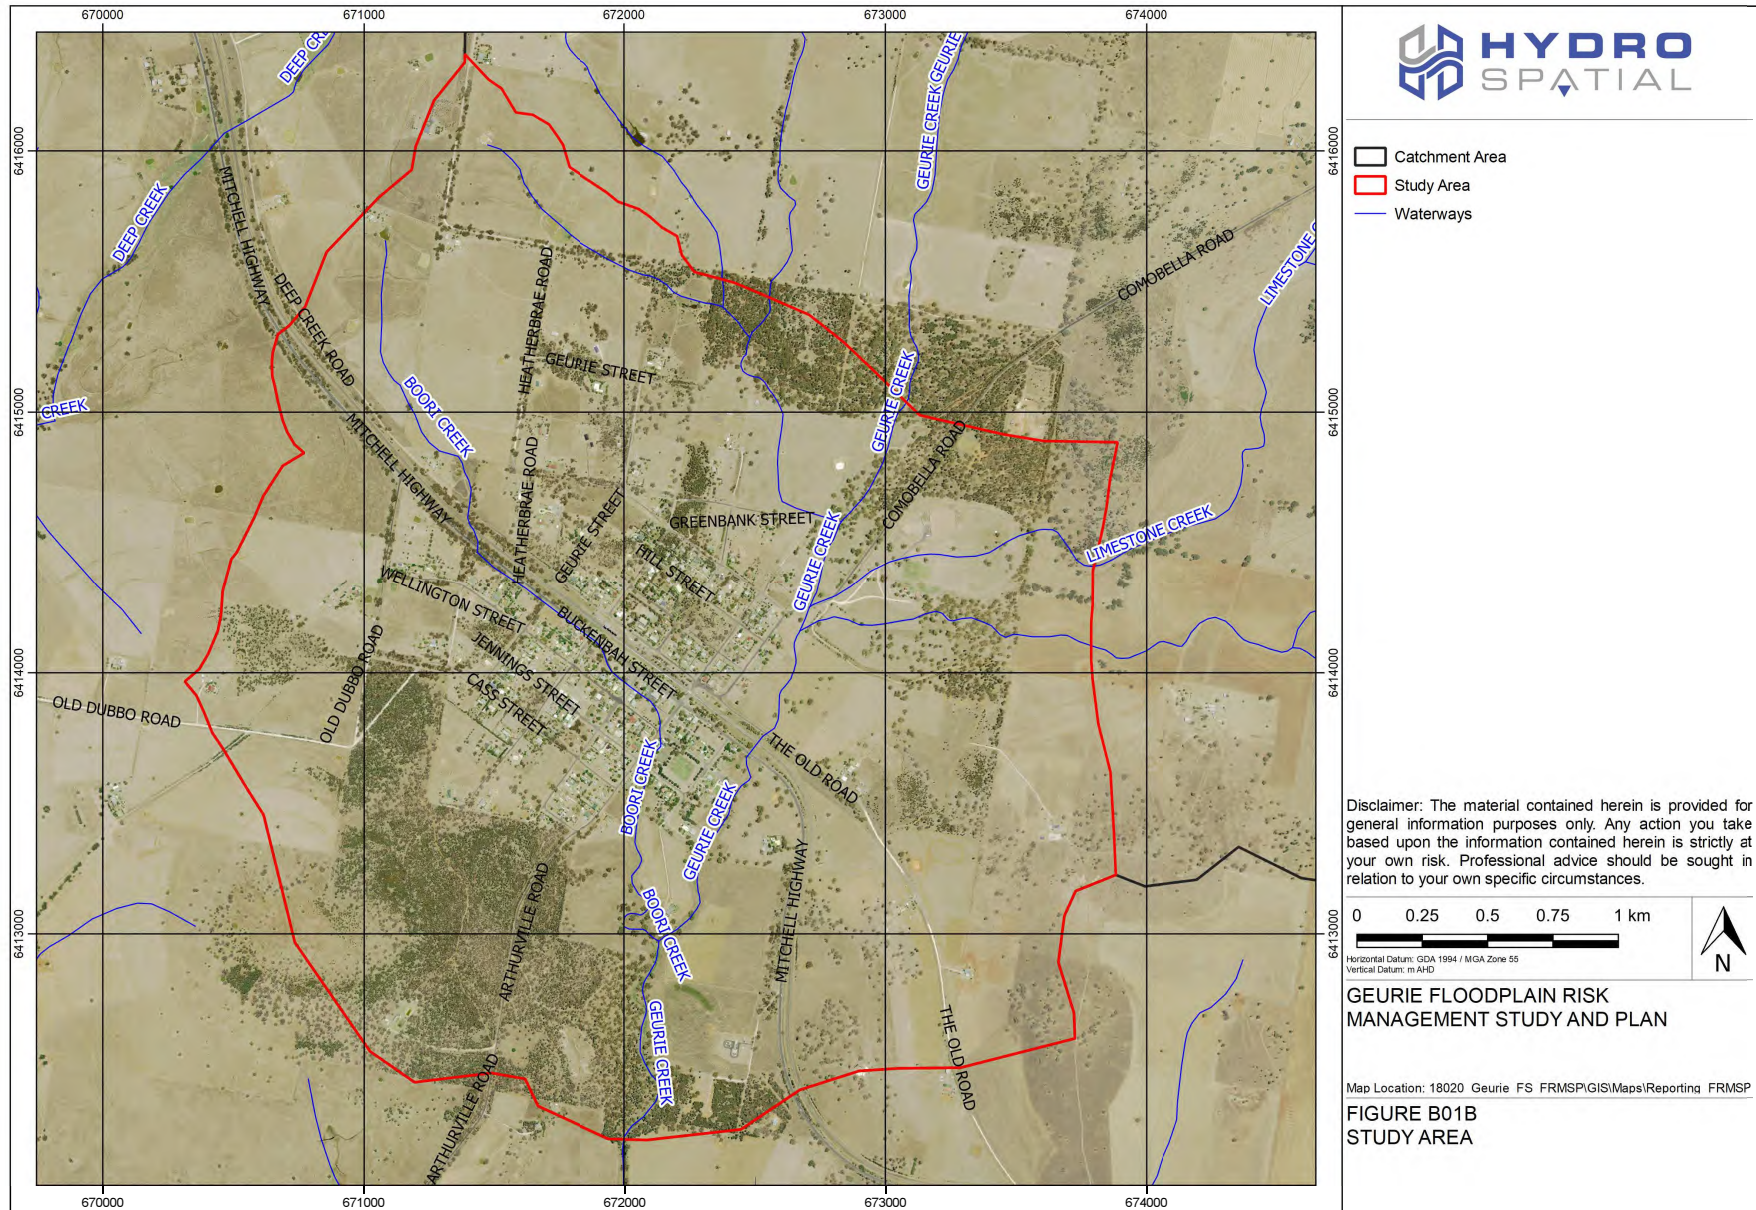 670000
671000
672000
673000
674000
HYDRO
SPATIAL
Catchment Area
Study Area
Waterways
6416000
6416000
6415000
6415000
6414000
6414000
6413000
6413000
DEEP CRE
DEEP CREEK
CREEK
GEURIE CREEK
GEURIE
MITCHELL HIGHWAY
DEEP CREEK ROAD
MITCHELL HIGHWAY
BOORI CREEK
HEATHERBRAE ROAD
GEURIE STREET
COMOBELLA ROAD
LIMESTONE C
GEURIE CREEK
COMOBELLA ROAD
HEATHERBRAE ROAD
GEURIE STREET
GREENBANK STREET
HILL STREET
GEURIE CREEK
LIMESTONE CREEK
WELLINGTON STREET
BUCKENBAH STREET
JENNINGS STREET
CASS STREET
OLD DUBBO ROAD
OLD DUBBO ROAD
THE OLD ROAD
BOORI CREEK
GEURIE CREEK
MITCHELL HIGHWAY
ARTHURVILLE ROAD
BOORI CREEK
GEURIE CREEK
THE OLD ROAD
ARTHURVILLE ROAD
670000
671000
672000
673000
674000
Disclaimer: The material contained herein is provided for
general information purposes only. Any action you take
based upon the information contained herein is strictly at
your own risk. Professional advice should be sought in
relation to your own specific circumstances.
0 0.25 0.5 0.75 1 km
Horizontal Datum: GDA 1994 / MGA Zone 55
Vertical Datum: m AHD
N
GEURIE FLOODPLAIN RISK
MANAGEMENT STUDY AND PLAN
Map Location: 18020_Geurie_FS_FRMSP\GIS\Maps\Reporting_FRMSP
FIGURE B01B
STUDY AREA